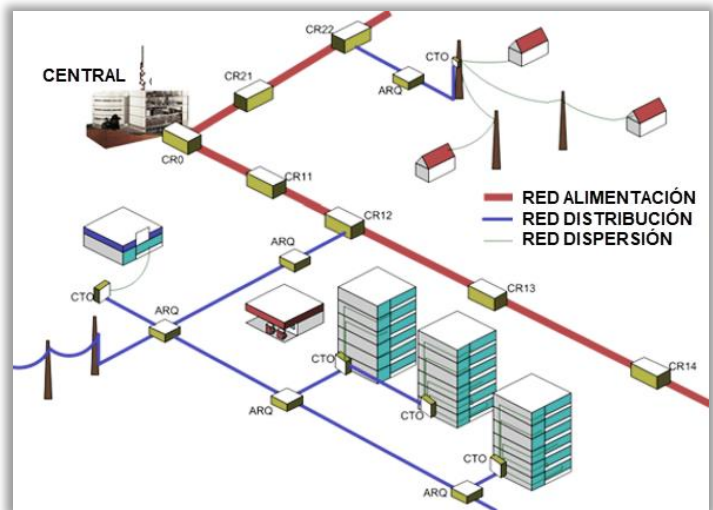 CR22
CTO
CENTRAL
CR21
ARQ
CR0
CR11
RED ALIMENTACIÓN
RED DISTRIBUCIÓN
RED DISPERSIÓN
CR12
ARQ
CTO
ARQ
CR13
CTO
CR14
ARQ
CTO
CTO
ARQ